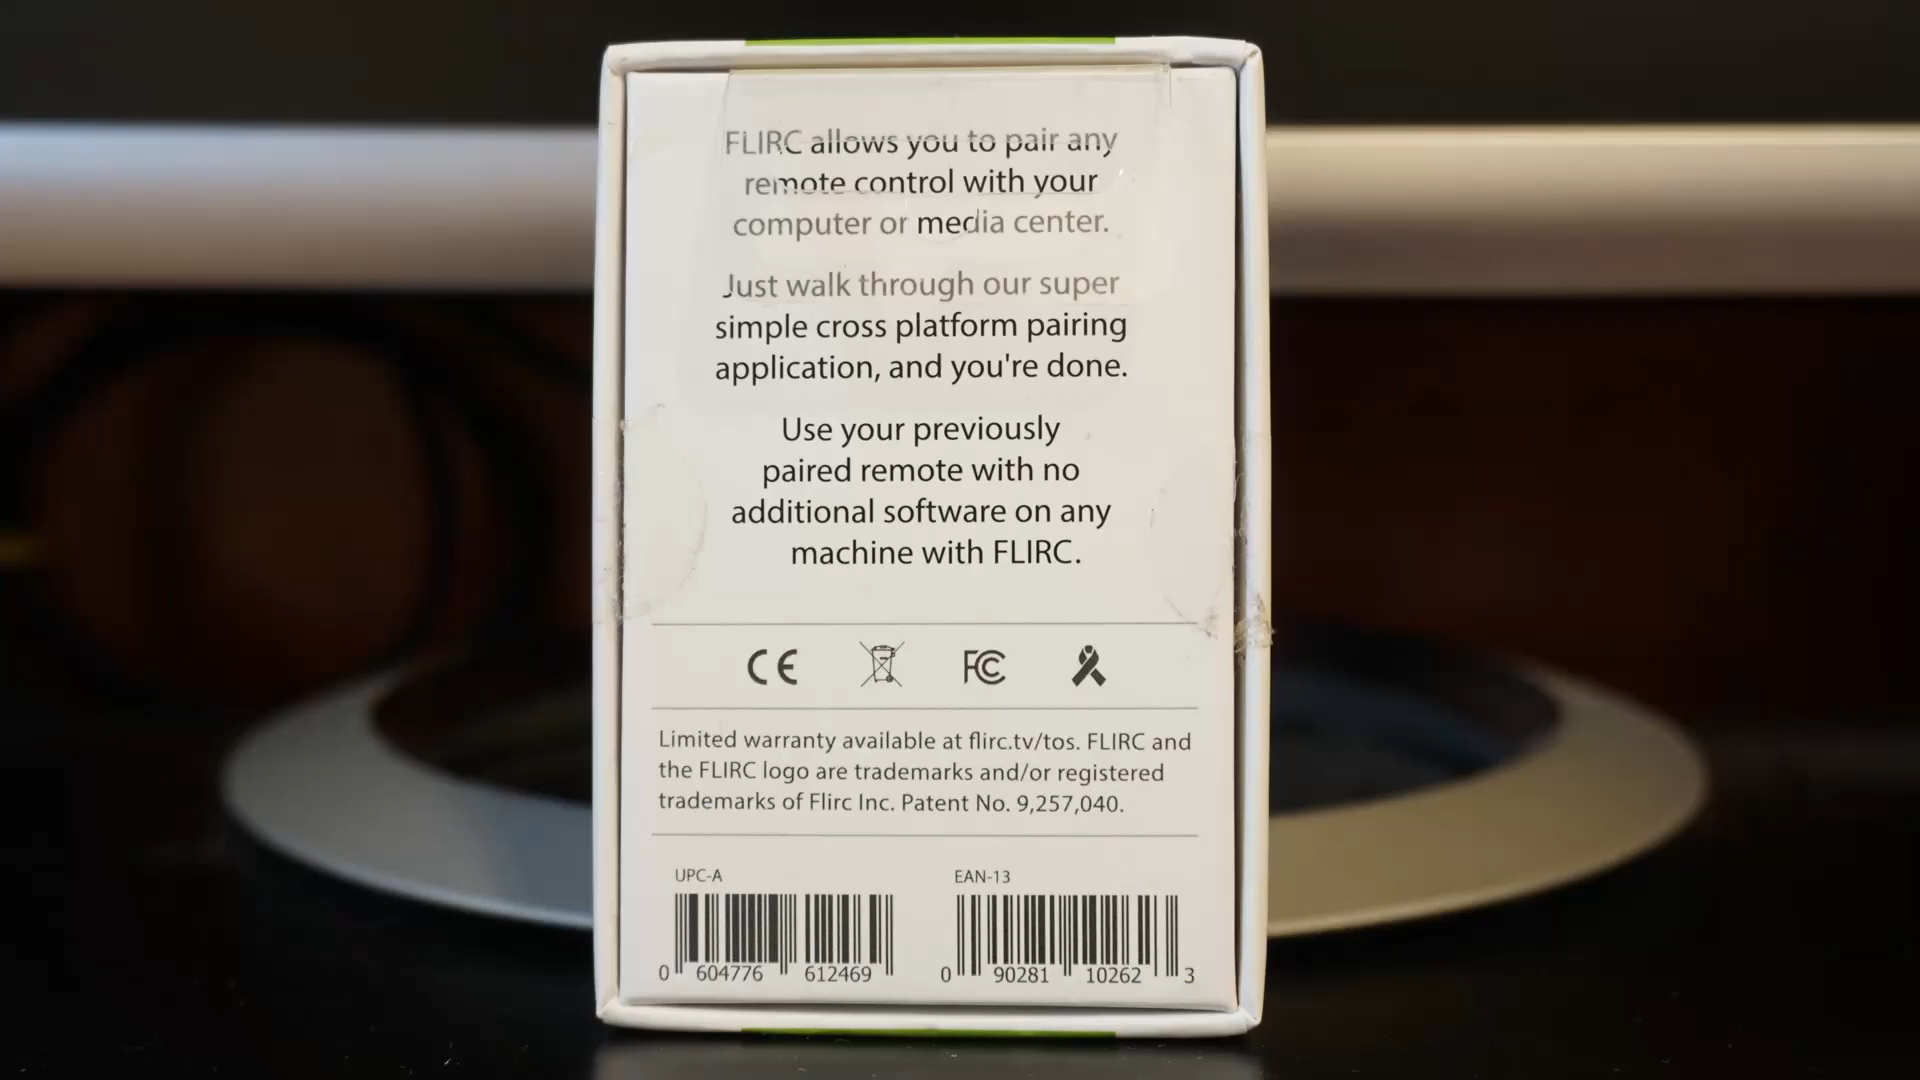 FLIRC allows you to pair any
remote control with your
computer or media center.
Just walk through our super
simple cross platform pairing
application, and you're done.
Use your previously
paired remote with no
additional software on any
machine with FLIRC.
CE FC
Limited warranty available at flirc.tv/tos. FLIRC and
the FLIRC logo are trademarks and/or registered
trademarks of Flirc Inc. Patent No. 9,257,040.
UPC-A EAN-13
0 604776 612469 0 90281 10262 3